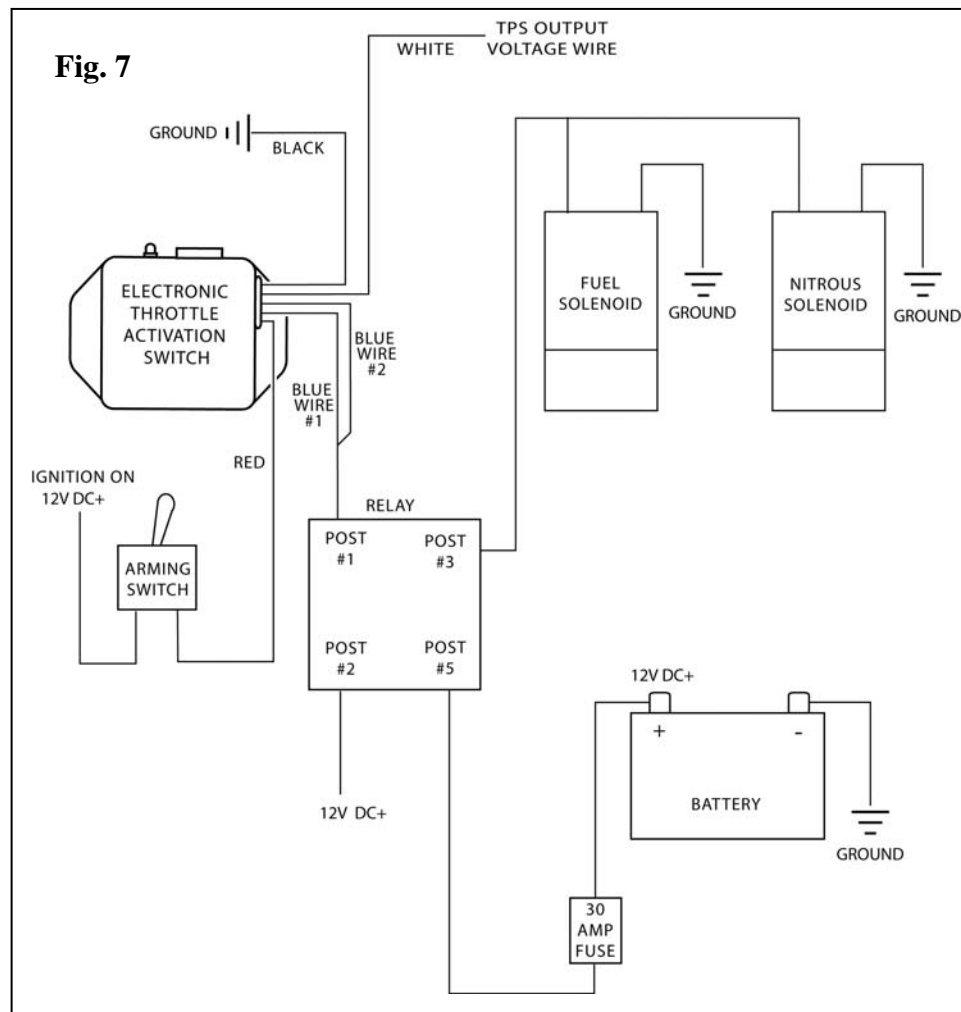 Fig. 7
TPS OUTPUT
VOLTAGE WIRE
WHITE
GROUND
BLACK
ELECTRONIC
THROTTLE
ACTIVATION
SWITCH
FUEL
SOLENOID
GROUND
NITROUS
SOLENOID
GROUND
BLUE
WIRE
#2
BLUE
WIRE
#1
RED
IGNITION ON
12V DC+
ARMING
SWITCH
RELAY
POST
#1
POST
#3
POST
#2
POST
#5
12V DC+
12V DC+
+
-
BATTERY
GROUND
30
AMP
FUSE